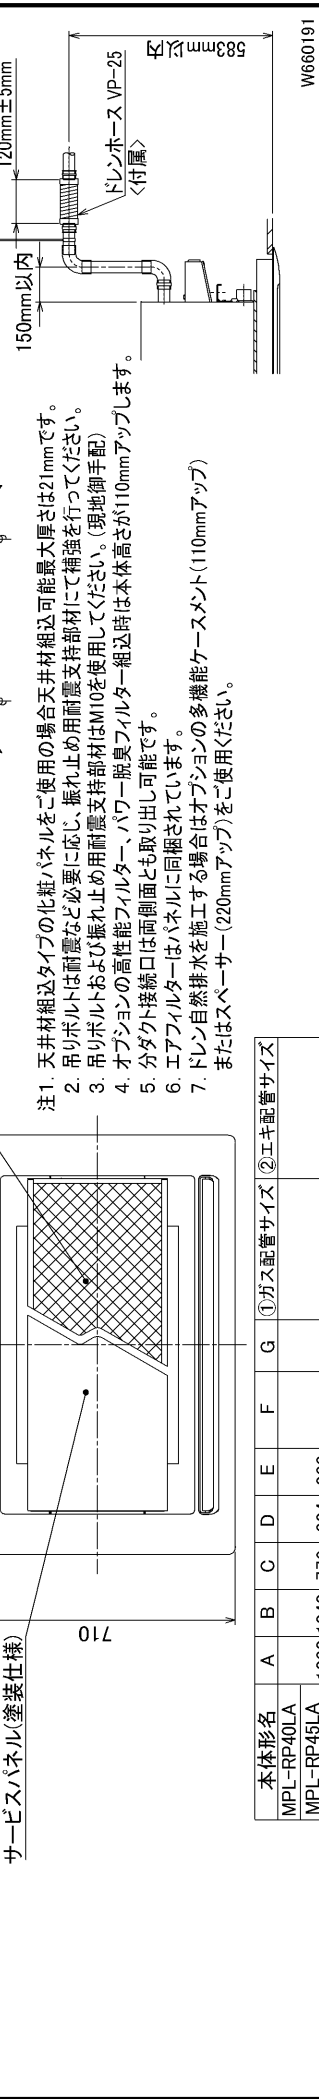 サービスパネル(塗装仕様)
710
120mm±5mm
150mm以内
ドレンホース VP-25
<付属>
583mm以内
注1. 天井材組込タイプの化粧パネルをご使用の場合天井材組込可能最大厚さは21mmです。
2. 吊りボルトは耐震など必要に応じ、振れ止め用耐震支持部材にて補強を行ってください。
3. 吊りボルトおよび振れ止め用耐震支持部材はM10を使用してください。(現地御手配)
4. オプションの高性能フィルター、パワー脱臭フィルター組込時は本体高さが110mmアップします。
5. 分ダクト接続口は両側面とも取り出し可能です。
6. エアフィルターはパネルに同梱されています。
7. ドレン自然排水を施工する場合はオプションの多機能ケースメント(110mmアップ)
またはスペーサー(220mmアップ)をご使用ください。
本体形名 A B C D E F G ①ガス配管サイズ ②エキ配管サイズ
MPL-RP40LA
MPL-RP45LA
W660191